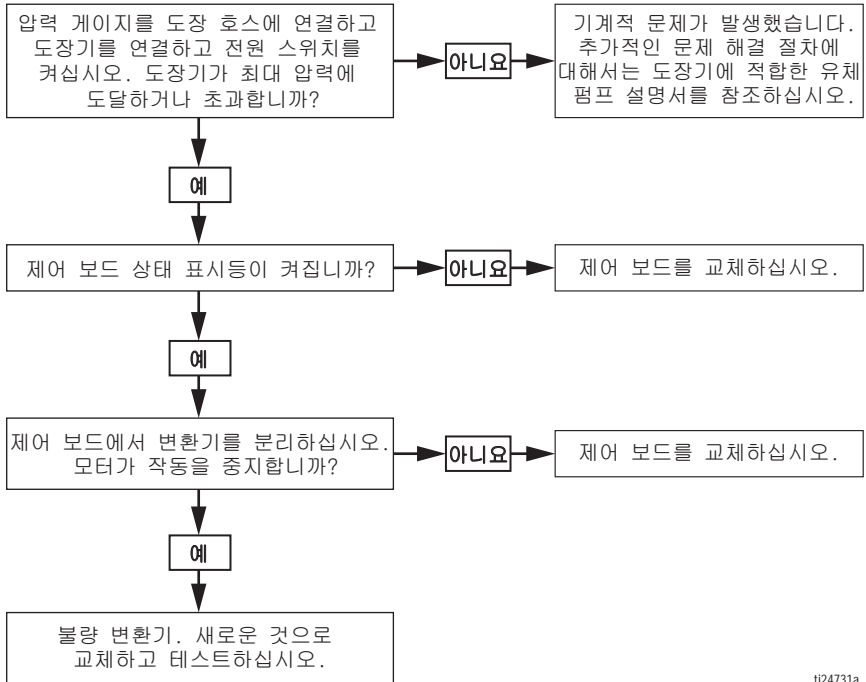 압력 게이지를 도장 호스에 연결하고
도장기를 연결하고 전원 스위치를
켜십시오. 도장기가 최대 압력에
도달하거나 초과합니까?
아니요
기계적 문제가 발생했습니다.
추가적인 문제 해결 절차에
대해서는 도장기에 적합한 유체
펌프 설명서를 참조하십시오.
예
제어 보드 상태 표시등이 켜집니까?
아니요
제어 보드를 교체하십시오.
예
제어 보드에서 변환기를 분리하십시오.
모터가 작동을 중지합니까?
아니요
제어 보드를 교체하십시오.
예
불량 변환기. 새로운 것으로
교체하고 테스트하십시오.
ti24731a